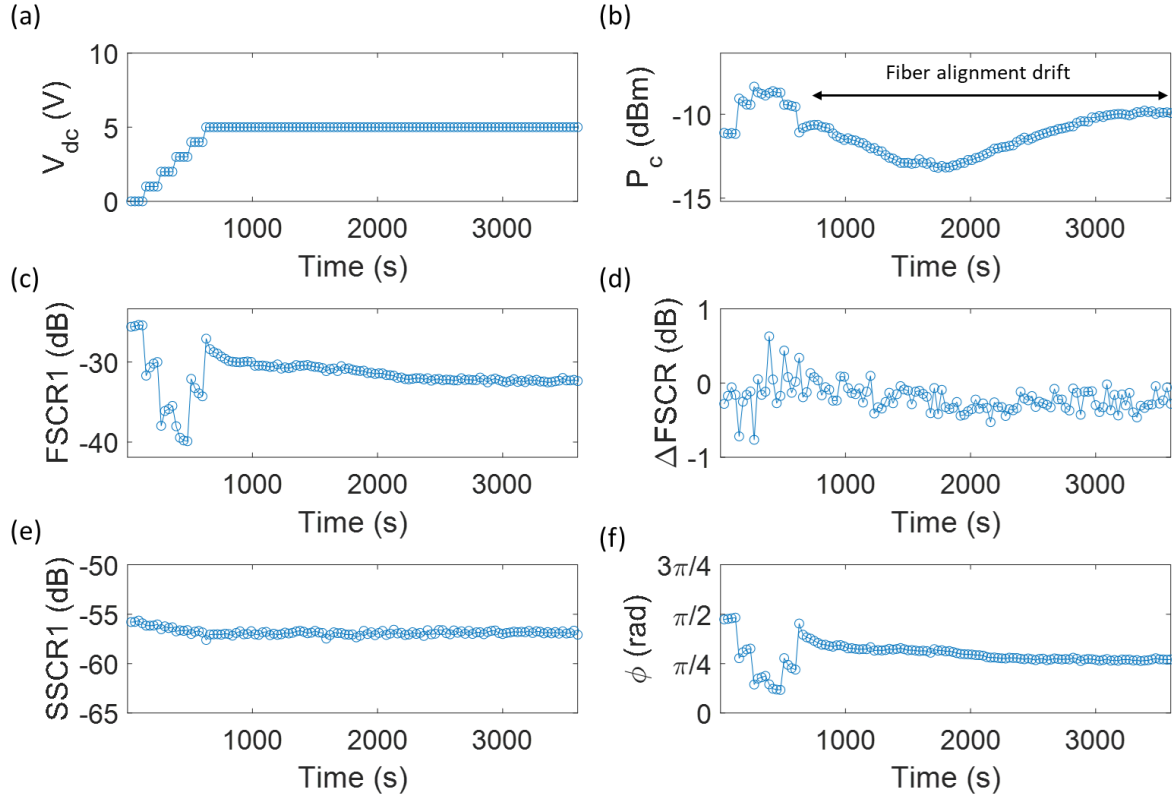 (a)
10
5
0
V_dc (V)
1000 2000 3000
Time (s)
(b)
Fiber alignment drift
-10
-15
P_c (dBm)
1000 2000 3000
Time (s)
(c)
-30
-40
FSCR1 (dB)
1000 2000 3000
Time (s)
(d)
1
0
-1
ΔFSCR (dB)
1000 2000 3000
Time (s)
(e)
-50
-55
-60
-65
SSCR1 (dB)
1000 2000 3000
Time (s)
(f)
3π/4
π/2
π/4
0
ϕ (rad)
1000 2000 3000
Time (s)